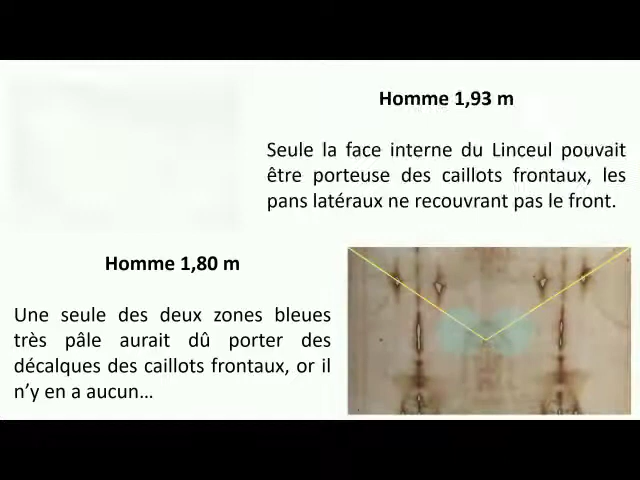 Homme 1,93 m
Seule la face interne du Linceul pouvait
être porteuse des caillots frontaux, les
pans latéraux ne recouvrant pas le front.
Homme 1,80 m
Une seule des deux zones bleues
très pâle aurait dû porter des
décalques des caillots frontaux, or il
n’y en a aucun...